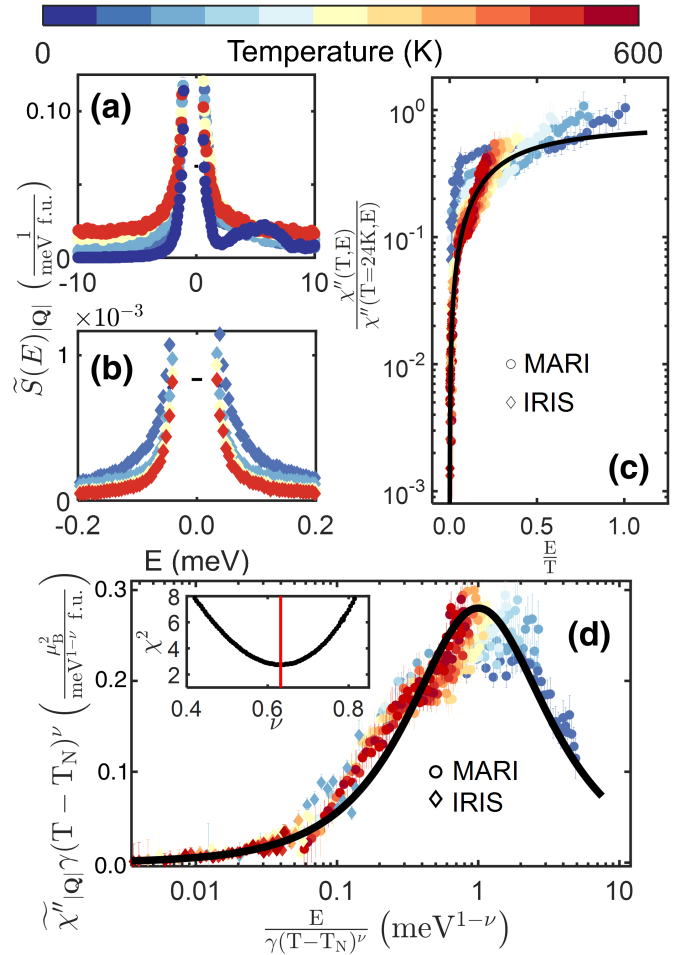 0 Temperature (K) 600
(a)
0.10
0
-10 0 10
S̃(E)|Q| (1/meV f.u.)
×10⁻³
(b)
1
0
-0.2 0.0 0.2
E (meV)
χ″(T,E)/χ″(T=24K,E)
10⁰
10⁻¹
10⁻²
10⁻³
MARI
IRIS
(c)
0.0 0.5 1.0
E/T
χ̃″|Q|γ(T − T_N)^ν (μ_B²/meV^{1−ν} f.u.)
0.3
0.2
0.1
0.0
χ²
8
6
4
2
0.4 0.6 0.8
ν
(d)
MARI
IRIS
0.01 0.1 1 10
E/γ(T−T_N)^ν (meV^{1−ν})